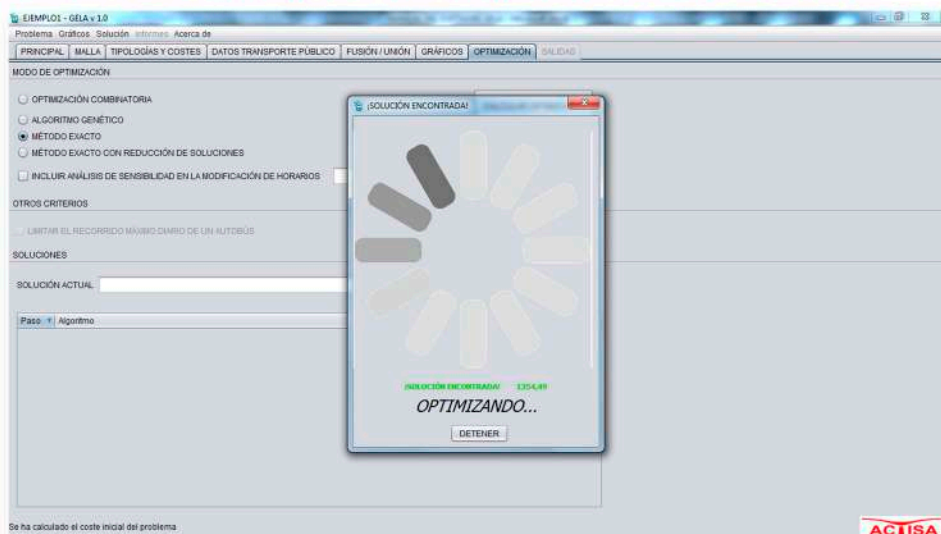 EJEMPLO1 - GELA v 1.0
Problema Gráficos Solución Informes Acerca de
PRINCIPAL MALLA TIPOLOGÍAS Y COSTES DATOS TRANSPORTE PÚBLICO FUSIÓN / UNIÓN GRÁFICOS OPTIMIZACIÓN SALIDAS
MODO DE OPTIMIZACIÓN
OPTIMIZACIÓN COMBINATORIA
ALGORITMO GENÉTICO
MÉTODO EXACTO
MÉTODO EXACTO CON REDUCCIÓN DE SOLUCIONES
INCLUIR ANÁLISIS DE SENSIBILIDAD EN LA MODIFICACIÓN DE HORARIOS
OTROS CRITERIOS
LIMITAR EL RECORRIDO MÁXIMO DIARIO DE UN AUTOBÚS
SOLUCIONES
SOLUCIÓN ACTUAL
Paso Algoritmo
¡SOLUCIÓN ENCONTRADA!
¡SOLUCIÓN ENCONTRADA! 1354,49
OPTIMIZANDO...
DETENER
Se ha calculado el coste inicial del problema
ACTISA